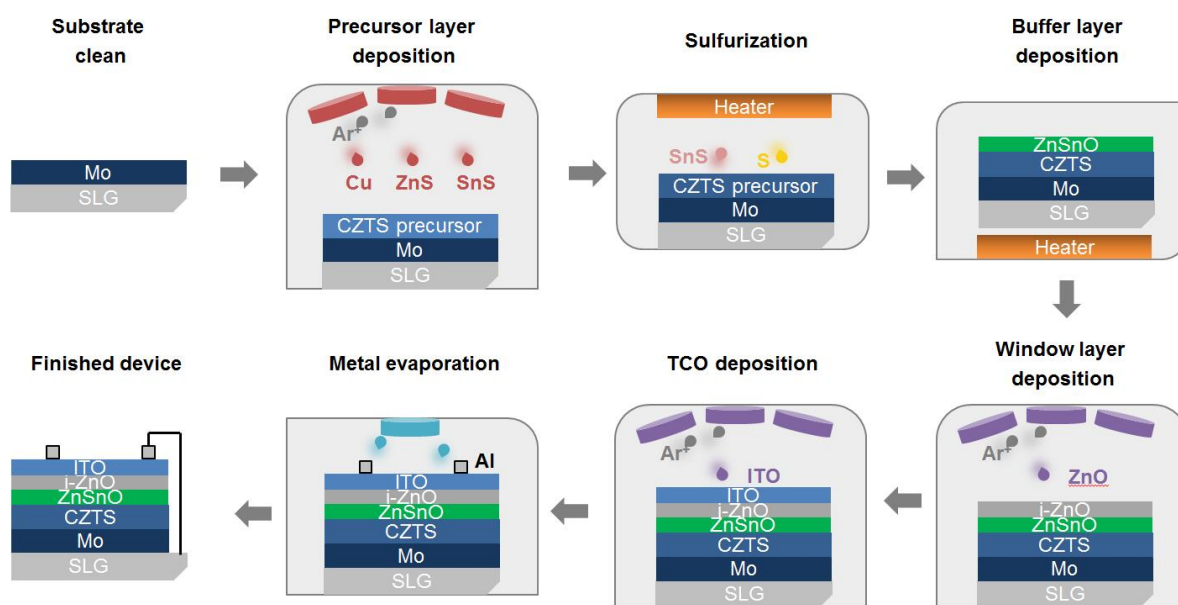 Substrate
clean
Mo
SLG
Precursor layer
deposition
Ar⁺
Cu ZnS SnS
CZTS precursor
Mo
SLG
Sulfurization
Heater
SnS S
CZTS precursor
Mo
SLG
Buffer layer
deposition
ZnSnO
CZTS
Mo
SLG
Heater
Window layer
deposition
Ar⁺
ZnO
i-ZnO
ZnSnO
CZTS
Mo
SLG
TCO deposition
Ar⁺
ITO
ITO
i-ZnO
ZnSnO
CZTS
Mo
SLG
Metal evaporation
Al
ITO
i-ZnO
ZnSnO
CZTS
Mo
SLG
Finished device
ITO
i-ZnO
ZnSnO
CZTS
Mo
SLG